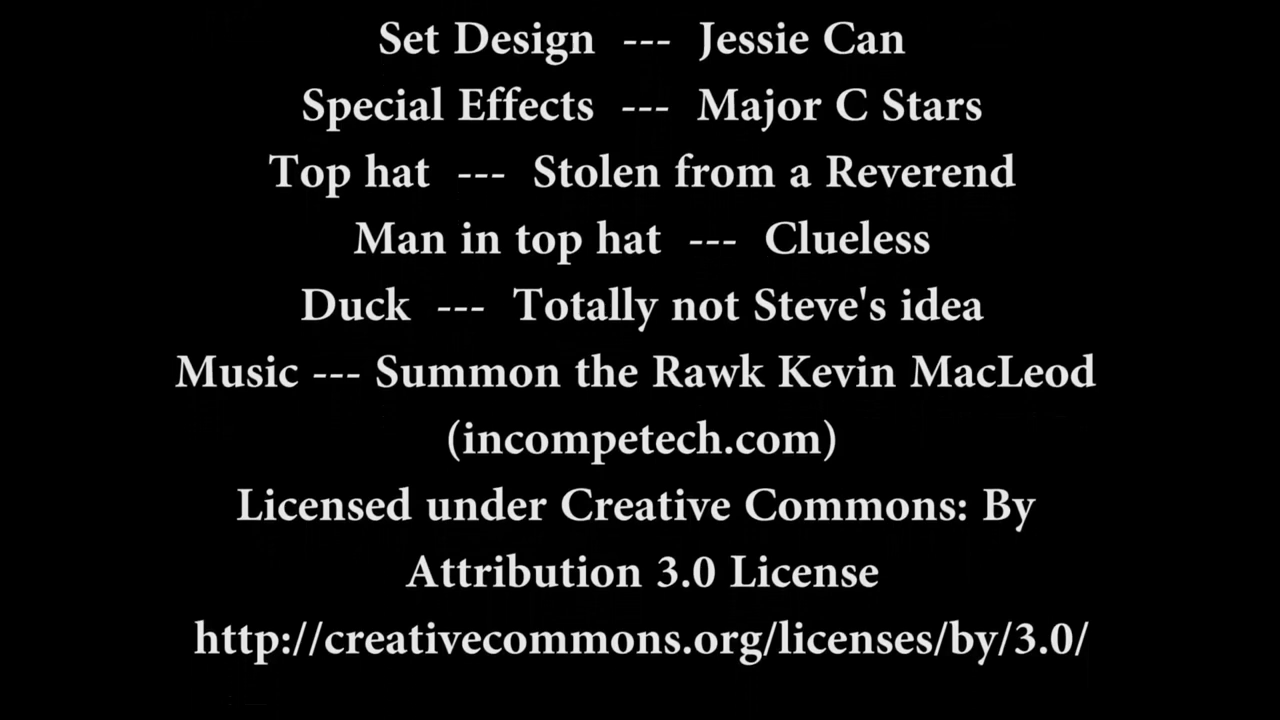 Set Design --- Jessie Can
Special Effects --- Major C Stars
Top hat --- Stolen from a Reverend
Man in top hat --- Clueless
Duck --- Totally not Steve's idea
Music --- Summon the Rawk Kevin MacLeod
(incompetech.com)
Licensed under Creative Commons: By
Attribution 3.0 License
http://creativecommons.org/licenses/by/3.0/